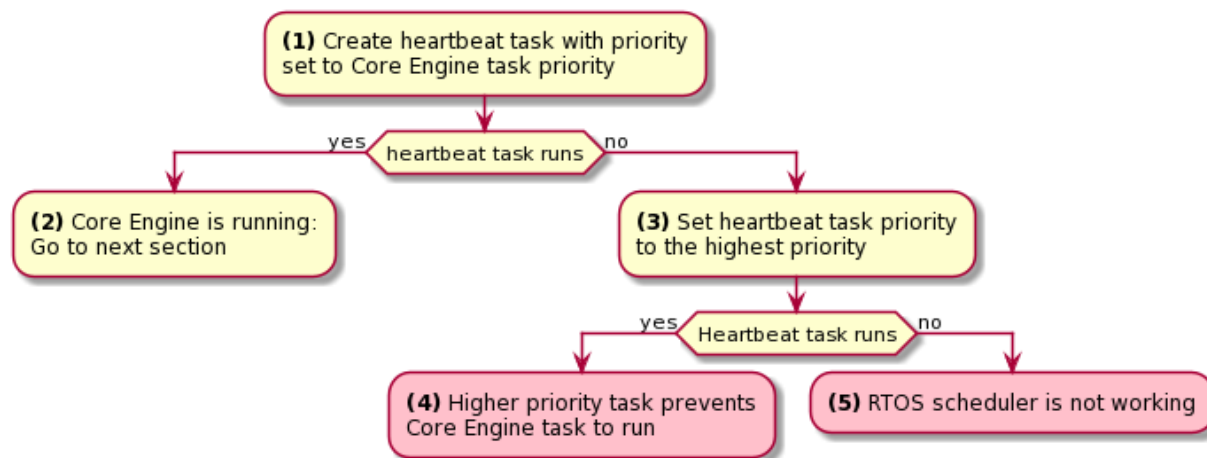 (1) Create heartbeat task with priority
set to Core Engine task priority
yes
heartbeat task runs
no
(2) Core Engine is running:
Go to next section
(3) Set heartbeat task priority
to the highest priority
yes
Heartbeat task runs
no
(4) Higher priority task prevents
Core Engine task to run
(5) RTOS scheduler is not working